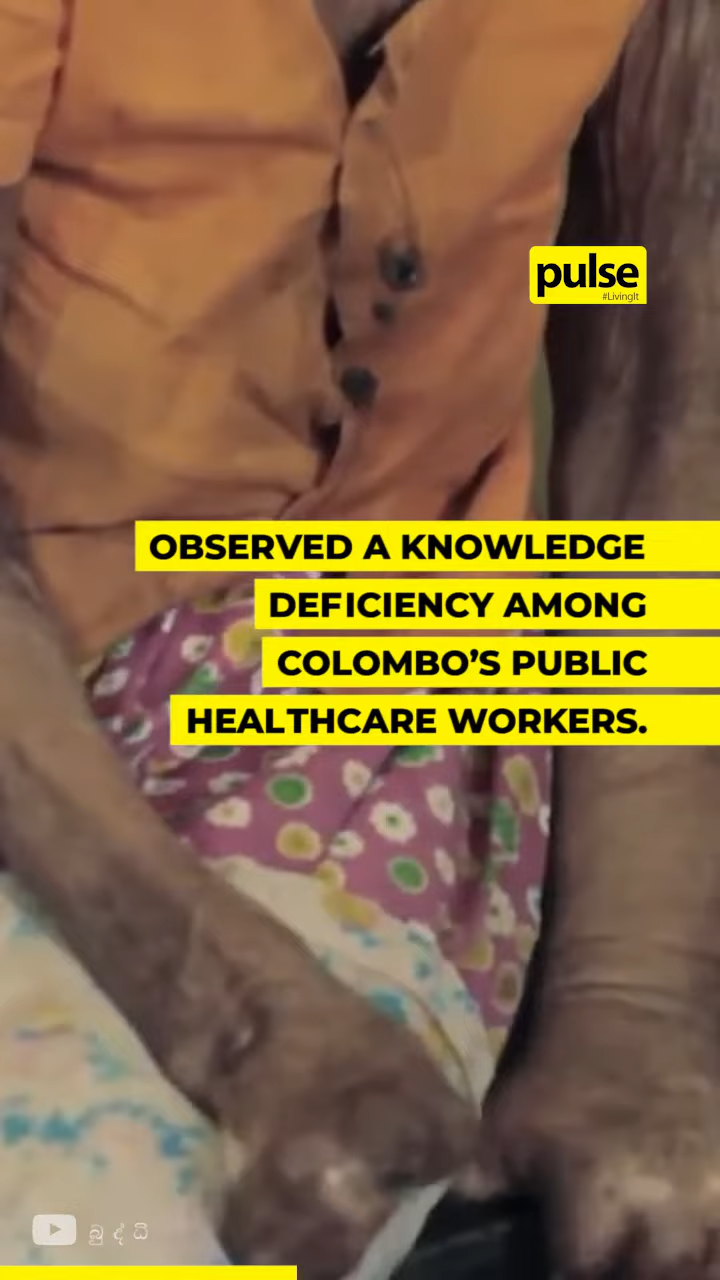 pulse
#LivingIt
OBSERVED A KNOWLEDGE
DEFICIENCY AMONG
COLOMBO’S PUBLIC
HEALTHCARE WORKERS.
බුද්ධි